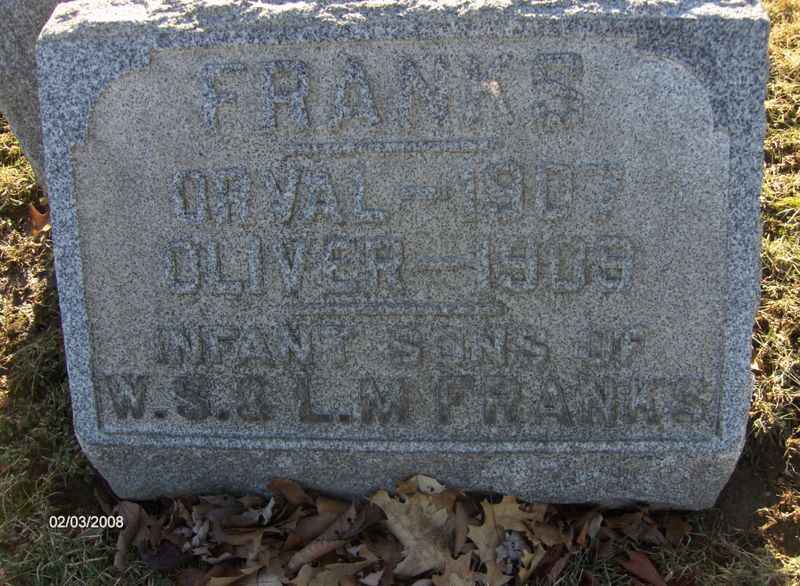 FRANKS
ORVAL—1907
OLIVER—1909
INFANT SONS OF
W.S.& L.M FRANKS
02/03/2008